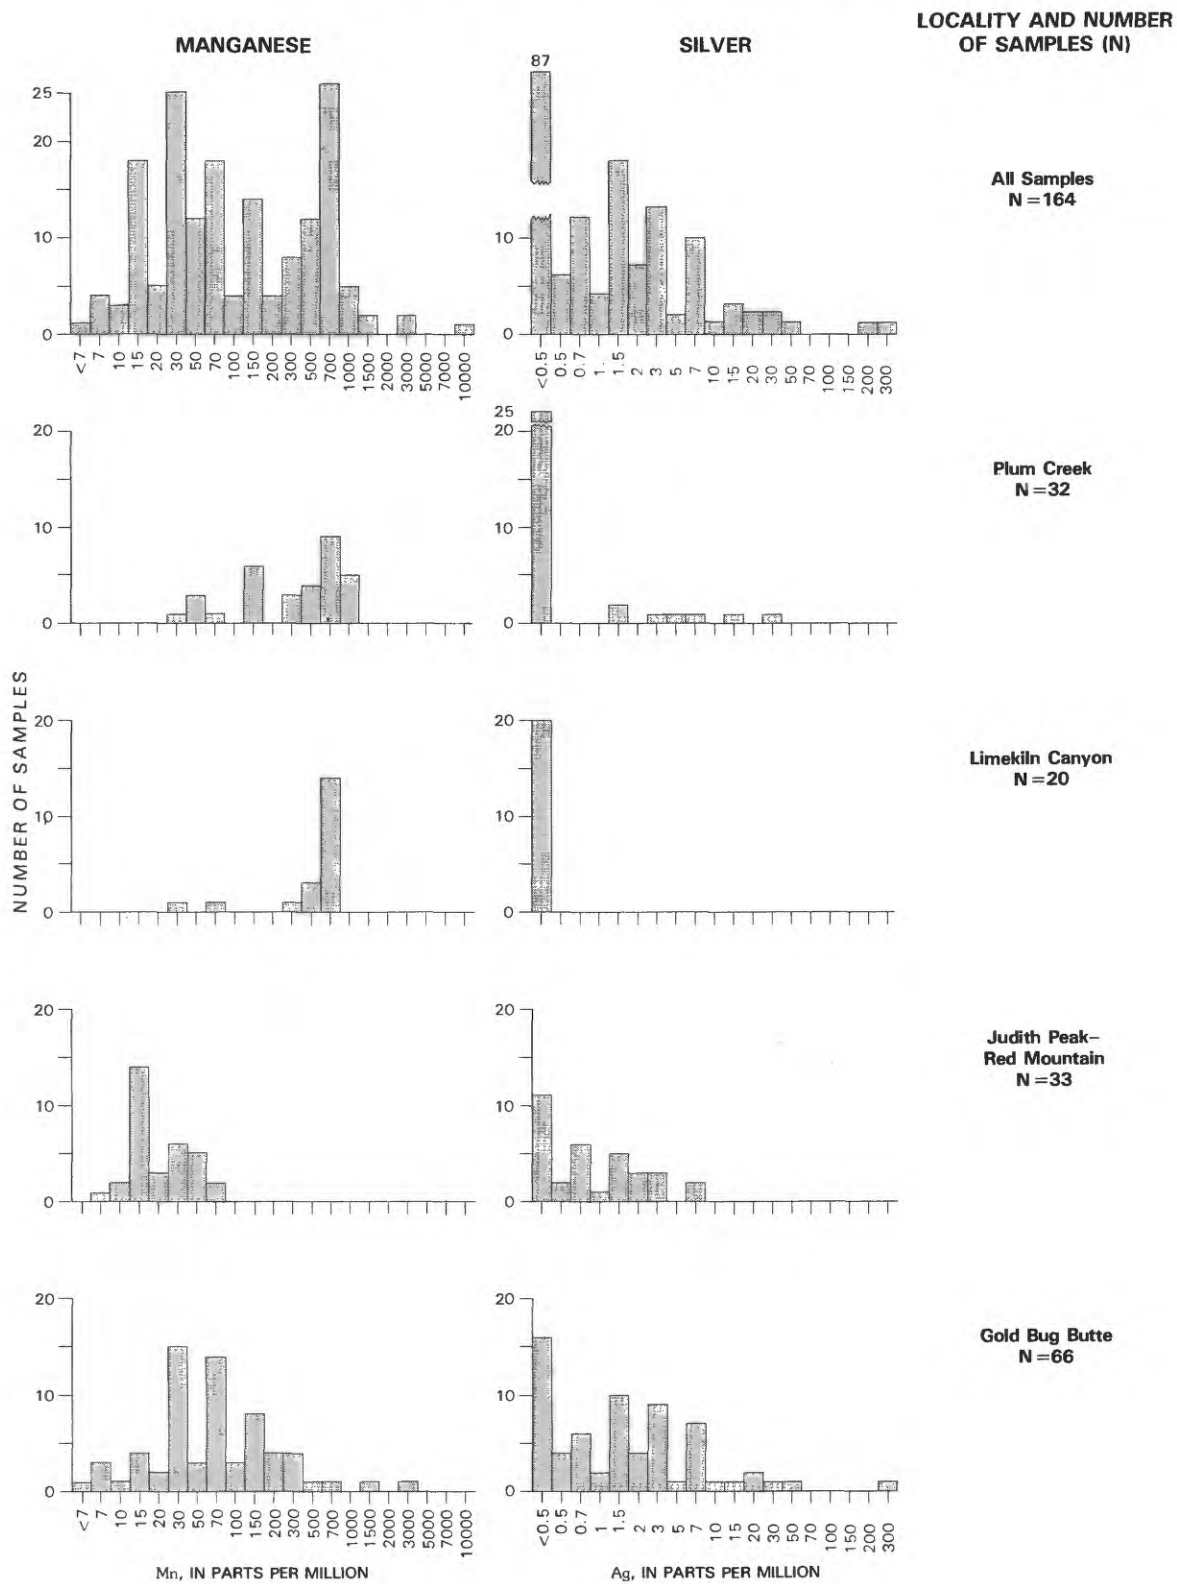 MANGANESE
SILVER
LOCALITY AND NUMBER
OF SAMPLES (N)
25
20
10
0
<7 7 10 15 20 30 50 70 100 150 200 300 500 700 1000 1500 2000 3000 5000 7000 10000
87
10
0
<0.5 0.5 0.7 1. 1.5 2 3 5 7 10 15 20 30 50 70 100 150 200 300
All Samples
N=164
20
10
0
25
20
10
0
Plum Creek
N=32
NUMBER OF SAMPLES
20
10
0
20
10
0
Limekiln Canyon
N=20
20
10
0
20
10
0
Judith Peak–
Red Mountain
N=33
20
10
0
<7 7 10 15 20 30 50 70 100 150 200 300 500 700 1000 1500 2000 3000 5000 7000 10000
Mn, IN PARTS PER MILLION
20
10
0
<0.5 0.5 0.7 1 1.5 2 3 5 7 10 15 20 30 50 70 100 150 200 300
Ag, IN PARTS PER MILLION
Gold Bug Butte
N=66